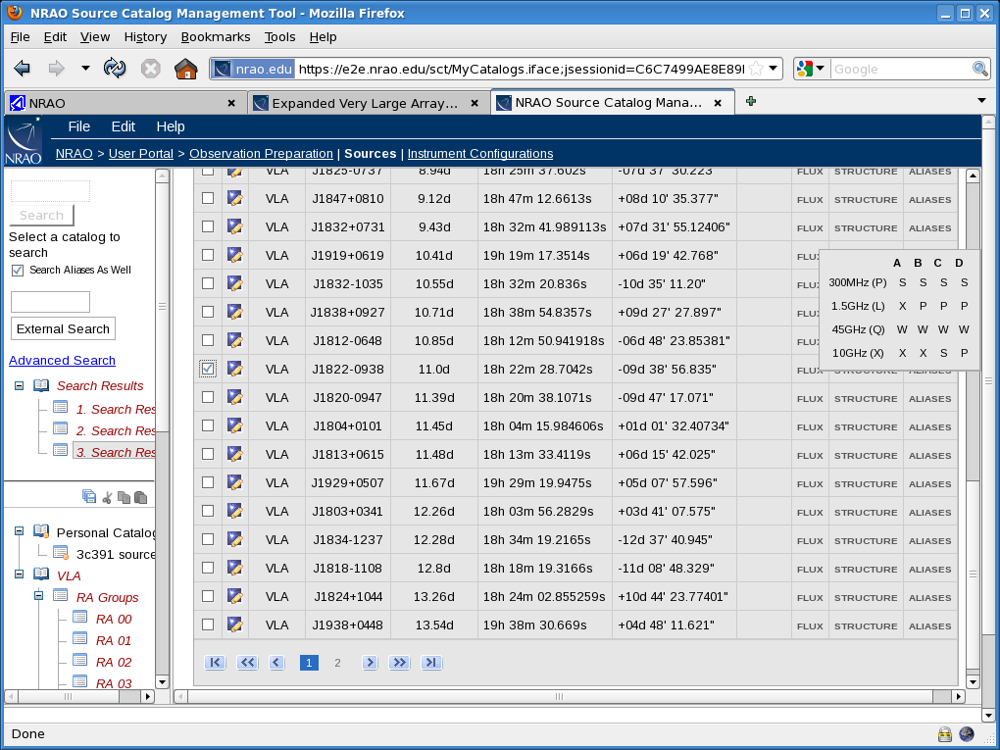 NRAO Source Catalog Management Tool - Mozilla Firefox
File Edit View History Bookmarks Tools Help
nrao.edu https://e2e.nrao.edu/sct/MyCatalogs.iface;jsessionid=C6C7499AE8E89I Google
NRAO Expanded Very Large Array... NRAO Source Catalog Mana...
File Edit Help
NRAO
NRAO > User Portal > Observation Preparation | Sources | Instrument Configurations
Search
Select a catalog to
search
Search Aliases As Well
External Search
Advanced Search
Search Results
1. Search Res
2. Search Res
3. Search Res
Personal Catalog
3c391 source
VLA
RA Groups
RA 00
RA 01
RA 02
RA 03
VLA J1825-0737 8.94d 18h 25m 37.602s -07d 37' 30.223 FLUX STRUCTURE ALIASES
VLA J1847+0810 9.12d 18h 47m 12.6613s +08d 10' 35.377" FLUX STRUCTURE ALIASES
VLA J1832+0731 9.43d 18h 32m 41.989113s +07d 31' 55.12406" FLUX STRUCTURE ALIASES
VLA J1919+0619 10.41d 19h 19m 17.3514s +06d 19' 42.768" FLU
VLA J1832-1035 10.55d 18h 32m 20.836s -10d 35' 11.20" FLU
VLA J1838+0927 10.71d 18h 38m 54.8357s +09d 27' 27.897" FLU
VLA J1812-0648 10.85d 18h 12m 50.941918s -06d 48' 23.85381" FLU
VLA J1822-0938 11.0d 18h 22m 28.7042s -09d 38' 56.835" FLUX STRUCTURE ALIASES
VLA J1820-0947 11.39d 18h 20m 38.1071s -09d 47' 17.071" FLUX STRUCTURE ALIASES
VLA J1804+0101 11.45d 18h 04m 15.984606s +01d 01' 32.40734" FLUX STRUCTURE ALIASES
VLA J1813+0615 11.48d 18h 13m 33.4119s +06d 15' 42.025" FLUX STRUCTURE ALIASES
VLA J1929+0507 11.67d 19h 29m 19.9475s +05d 07' 57.596" FLUX STRUCTURE ALIASES
VLA J1803+0341 12.26d 18h 03m 56.2829s +03d 41' 07.575" FLUX STRUCTURE ALIASES
VLA J1834-1237 12.28d 18h 34m 19.2165s -12d 37' 40.945" FLUX STRUCTURE ALIASES
VLA J1818-1108 12.8d 18h 18m 19.3166s -11d 08' 48.329" FLUX STRUCTURE ALIASES
VLA J1824+1044 13.26d 18h 24m 02.855259s +10d 44' 23.77401" FLUX STRUCTURE ALIASES
VLA J1938+0448 13.54d 19h 38m 30.669s +04d 48' 11.621" FLUX STRUCTURE ALIASES
A B C D
300MHz (P) S S S S
1.5GHz (L) X P P P
45GHz (Q) W W W W
10GHz (X) X X S P
1 2
Done